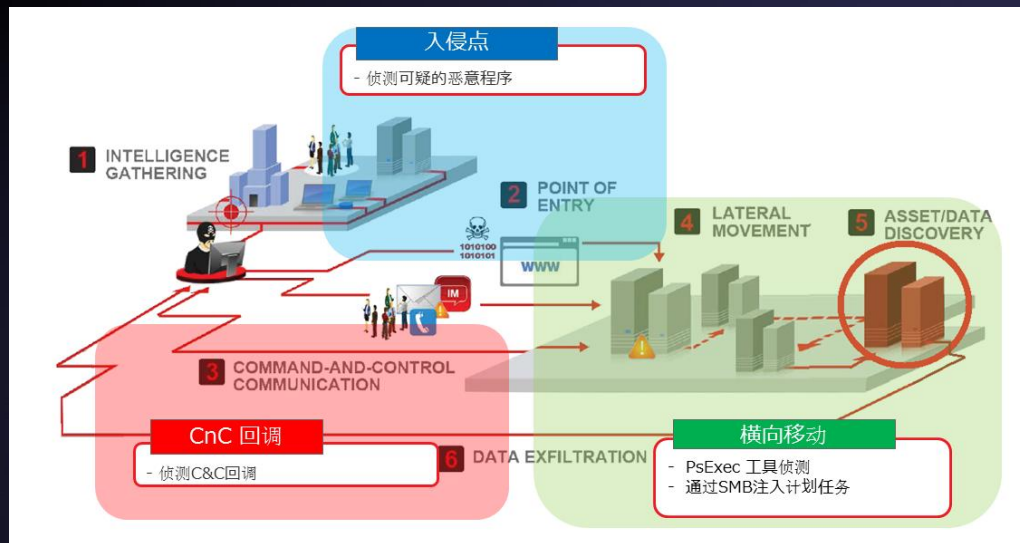 入侵点
- 侦测可疑的恶意程序
1 INTELLIGENCE
GATHERING
2 POINT OF
ENTRY
4 LATERAL
MOVEMENT
5 ASSET/DATA
DISCOVERY
1010100
1010101
WWW
IM
3 COMMAND-AND-CONTROL
COMMUNICATION
CnC 回调
- 侦测C&C回调
6 DATA EXFILTRATION
横向移动
- PsExec 工具侦测
- 通过SMB注入计划任务